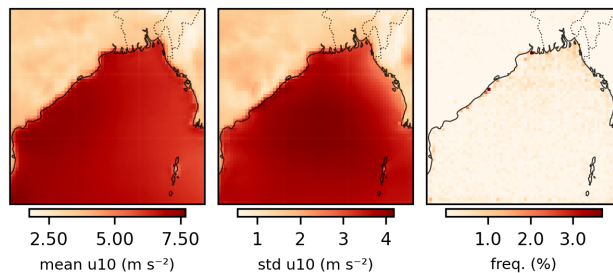 2.50 5.00 7.50 1 2 3 4 1.0 2.0 3.0
mean u10 (m s⁻²) std u10 (m s⁻²) freq. (%)